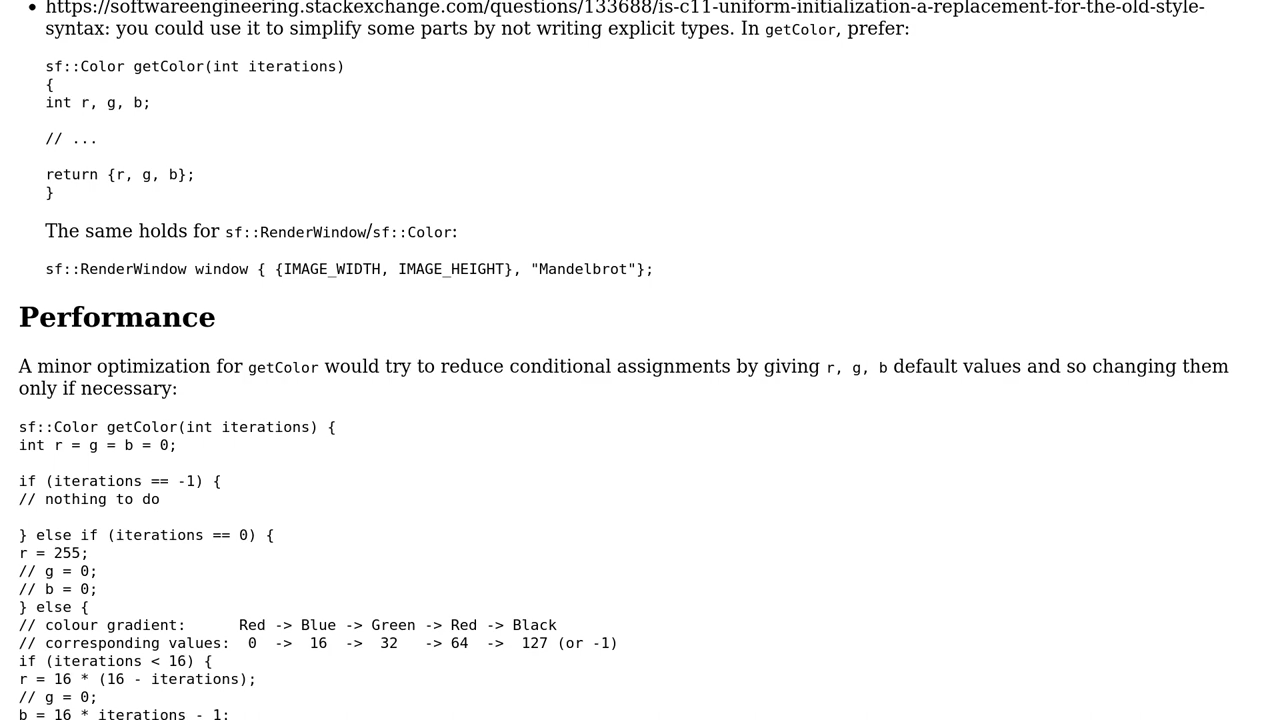 • https://softwareengineering.stackexchange.com/questions/133688/is-c11-uniform-initialization-a-replacement-for-the-old-style-
syntax: you could use it to simplify some parts by not writing explicit types. In getColor, prefer:
sf::Color getColor(int iterations)
{
int r, g, b;
// ...
return {r, g, b};
}
The same holds for sf::RenderWindow/sf::Color:
sf::RenderWindow window { {IMAGE_WIDTH, IMAGE_HEIGHT}, "Mandelbrot"};
Performance
A minor optimization for getColor would try to reduce conditional assignments by giving r, g, b default values and so changing them
only if necessary:
sf::Color getColor(int iterations) {
int r = g = b = 0;
if (iterations == -1) {
// nothing to do
} else if (iterations == 0) {
r = 255;
// g = 0;
// b = 0;
} else {
// colour gradient:      Red -> Blue -> Green -> Red -> Black
// corresponding values:  0  ->  16  ->  32   -> 64  ->  127 (or -1)
if (iterations < 16) {
r = 16 * (16 - iterations);
// g = 0;
b = 16 * iterations - 1;